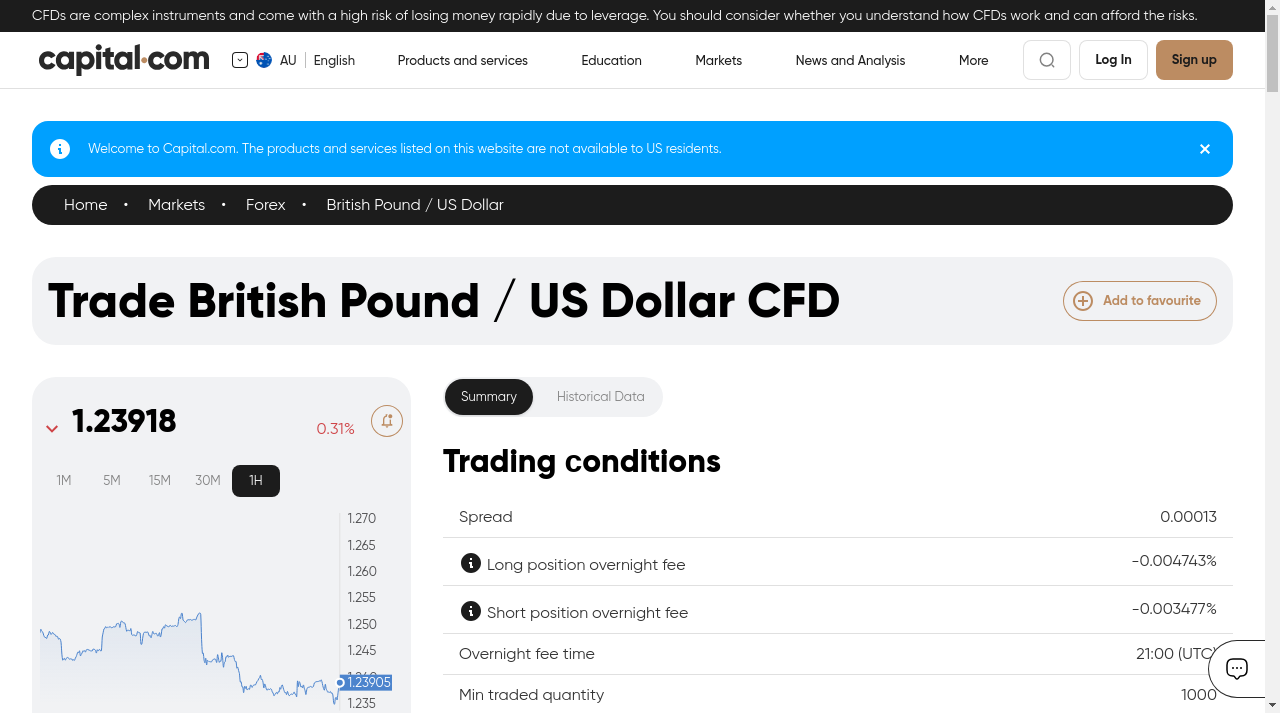 CFDs are complex instruments and come with a high risk of losing money rapidly due to leverage. You should consider whether you understand how CFDs work and can afford the risks.
capital.com
AU
English
Products and services
Education
Markets
News and Analysis
More
Log In
Sign up
Welcome to Capital.com. The products and services listed on this website are not available to US residents.
Home • Markets • Forex • British Pound / US Dollar
Trade British Pound / US Dollar CFD
Add to favourite
1.23918
0.31%
1M
5M
15M
30M
1H
1.270
1.265
1.260
1.255
1.250
1.245
1.23905
1.235
Summary
Historical Data
Trading conditions
Spread 0.00013
Long position overnight fee -0.004743%
Short position overnight fee -0.003477%
Overnight fee time 21:00 (UTC)
Min traded quantity 1000